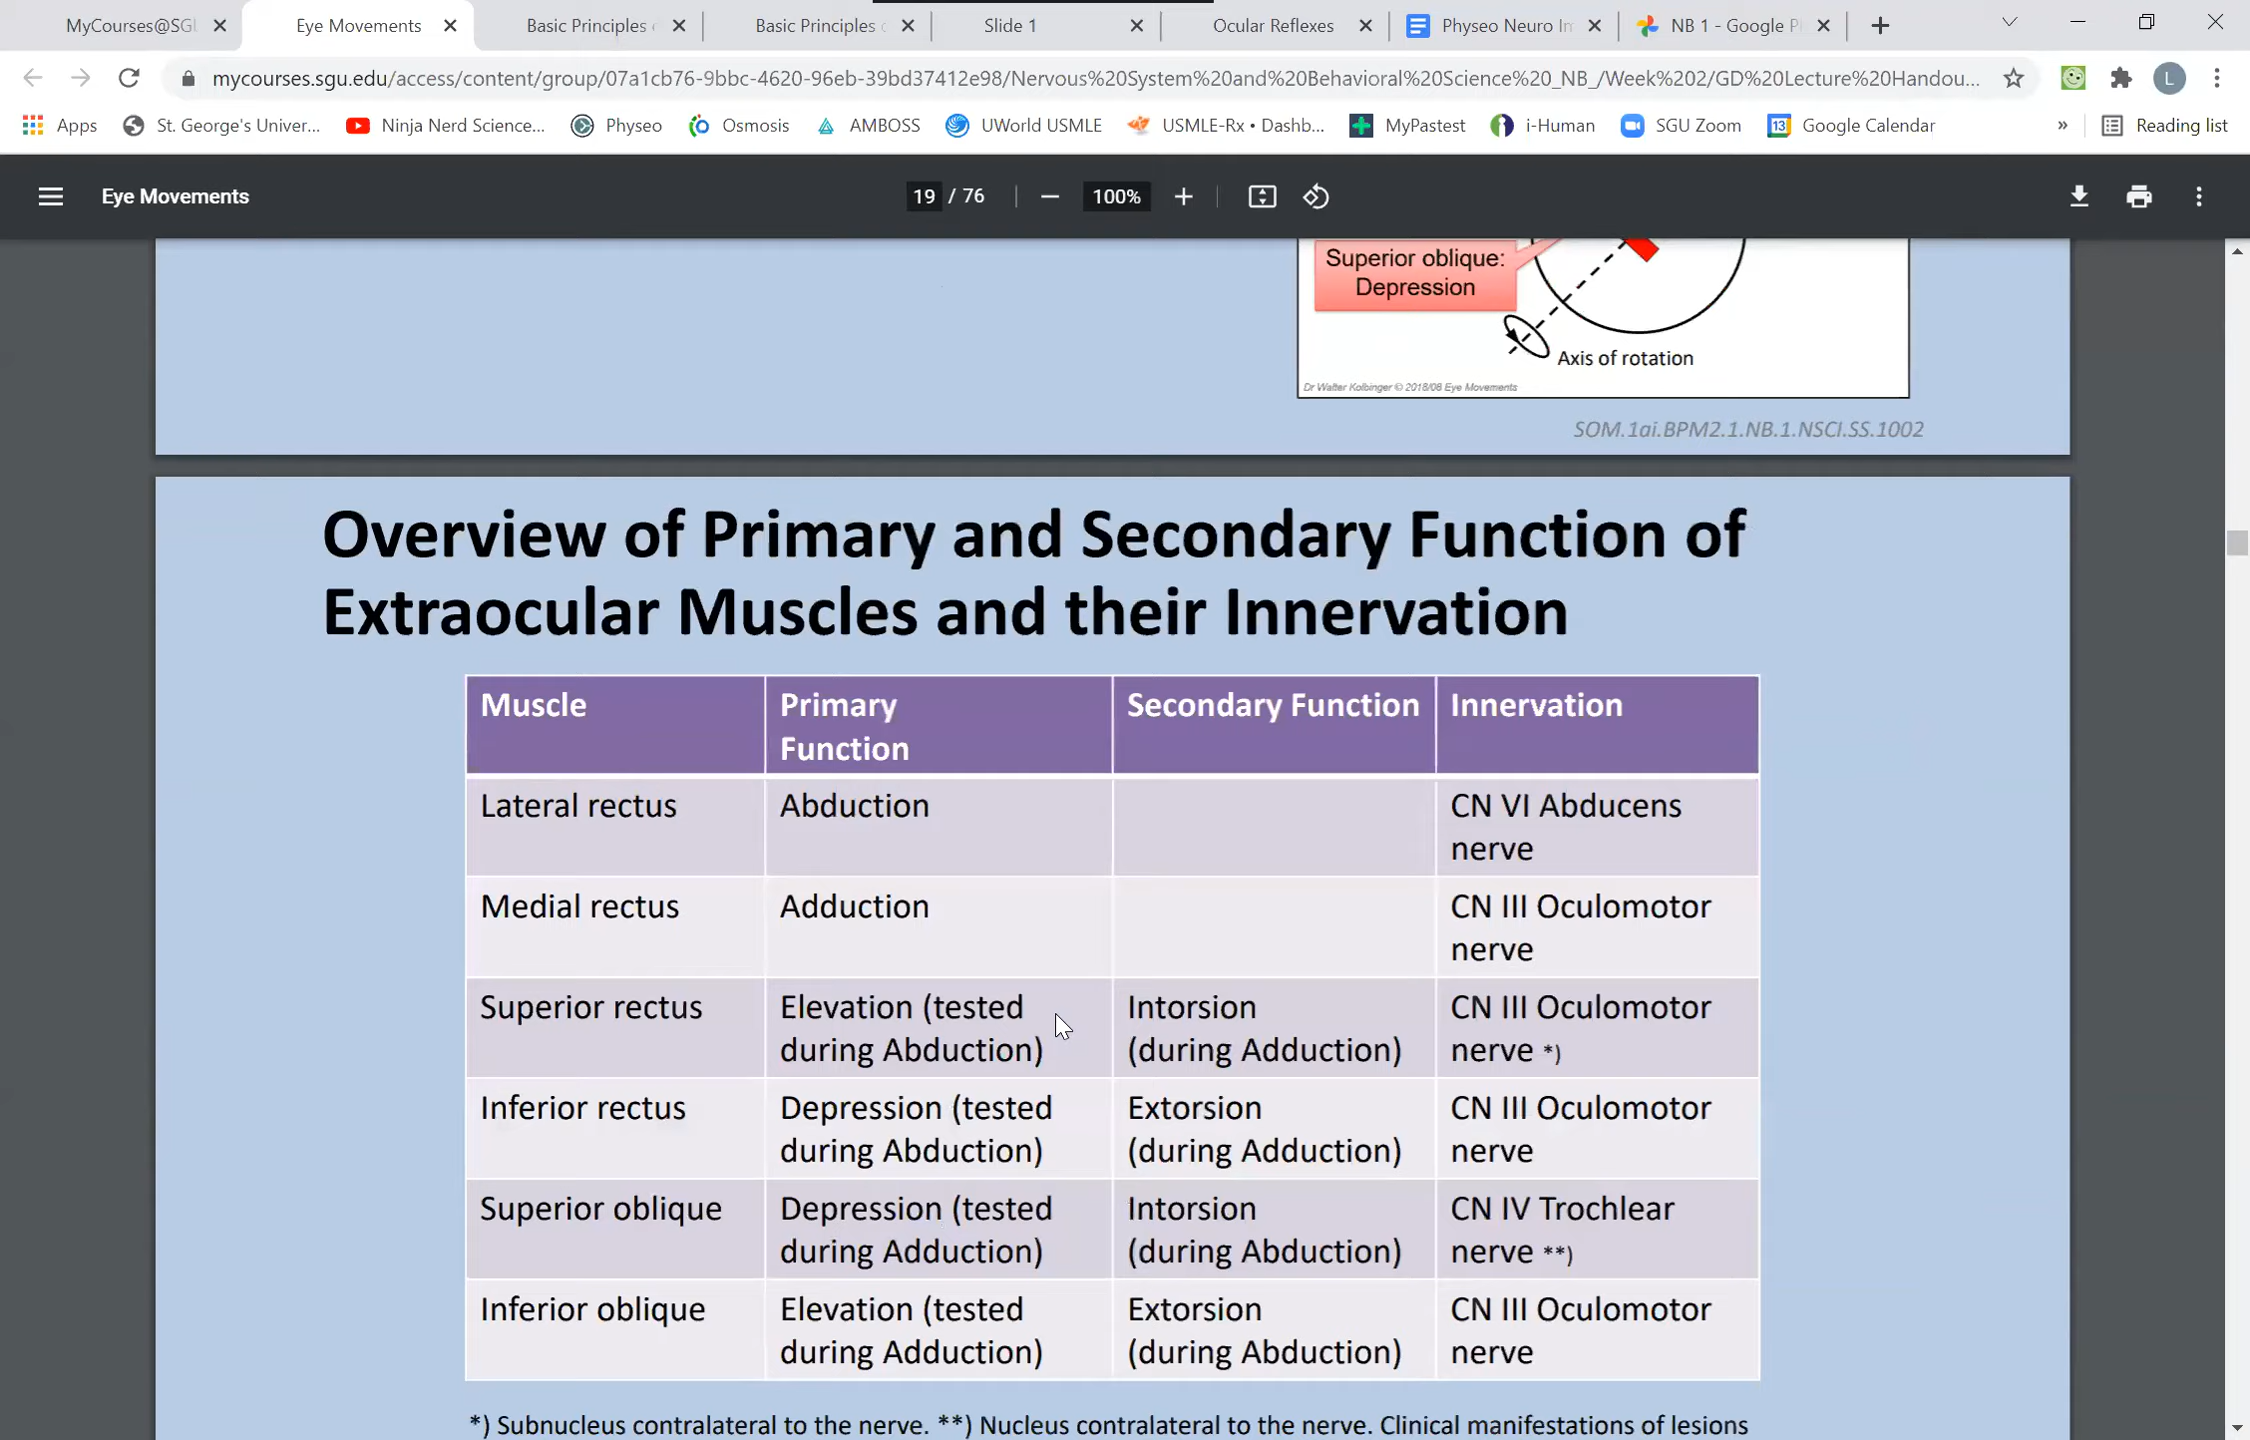 MyCourses@SG
Eye Movements
Basic Principles
Basic Principles
Slide 1
Ocular Reflexes
Physeo Neuro
NB 1 - Google
mycourses.sgu.edu/access/content/group/07a1cb76-9bbc-4620-96eb-39bd37412e98/Nervous%20System%20and%20Behavioral%20Science%20_NB_/Week%202/GD%20Lecture%20Handou...
L
Apps
St. George's Univer...
Ninja Nerd Science...
Physeo
Osmosis
AMBOSS
UWorld USMLE
USMLE-Rx • Dashb...
MyPastest
i-Human
SGU Zoom
13 Google Calendar
»
Reading list
Eye Movements
19 / 76
100%
Superior oblique:
Depression
Axis of rotation
Dr Walter Kolbinger © 2018/08 Eye Movements
SOM.1ai.BPM2.1.NB.1.NSCI.SS.1002
Overview of Primary and Secondary Function of
Extraocular Muscles and their Innervation
Muscle
Primary
Function
Secondary Function
Innervation
Lateral rectus
Abduction
CN VI Abducens
nerve
Medial rectus
Adduction
CN III Oculomotor
nerve
Superior rectus
Elevation (tested
during Abduction)
Intorsion
(during Adduction)
CN III Oculomotor
nerve *)
Inferior rectus
Depression (tested
during Abduction)
Extorsion
(during Adduction)
CN III Oculomotor
nerve
Superior oblique
Depression (tested
during Adduction)
Intorsion
(during Abduction)
CN IV Trochlear
nerve **)
Inferior oblique
Elevation (tested
during Adduction)
Extorsion
(during Abduction)
CN III Oculomotor
nerve
*) Subnucleus contralateral to the nerve. **) Nucleus contralateral to the nerve. Clinical manifestations of lesions